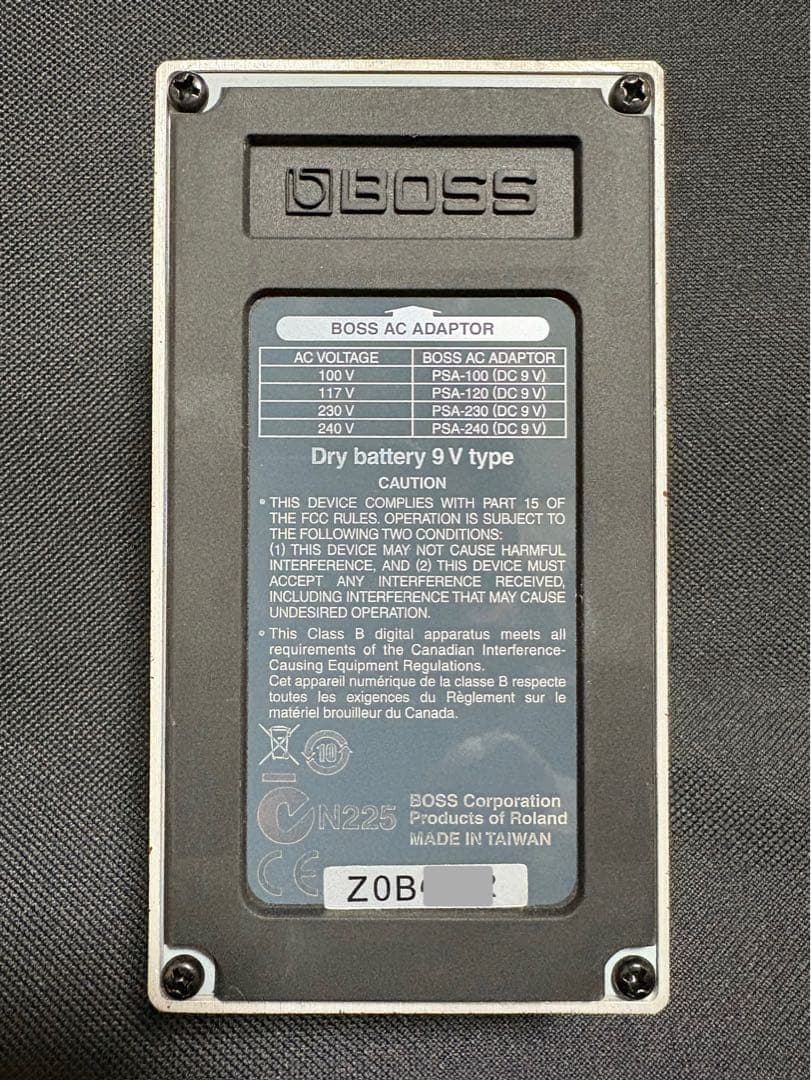 BOSS
BOSS AC ADAPTOR
AC VOLTAGE BOSS AC ADAPTOR
100 V PSA-100 (DC 9 V)
117 V PSA-120 (DC 9 V)
230 V PSA-230 (DC 9 V)
240 V PSA-240 (DC 9 V)
Dry battery 9 V type
CAUTION
• THIS DEVICE COMPLIES WITH PART 15 OF
THE FCC RULES. OPERATION IS SUBJECT TO
THE FOLLOWING TWO CONDITIONS:
(1) THIS DEVICE MAY NOT CAUSE HARMFUL
INTERFERENCE, AND (2) THIS DEVICE MUST
ACCEPT ANY INTERFERENCE RECEIVED,
INCLUDING INTERFERENCE THAT MAY CAUSE
UNDESIRED OPERATION.
• This Class B digital apparatus meets all
requirements of the Canadian Interference-
Causing Equipment Regulations.
Cet appareil numérique de la classe B respecte
toutes les exigences du Règlement sur le
matériel brouilleur du Canada.
10
N225
BOSS Corporation
Products of Roland
MADE IN TAIWAN
CE
Z0B